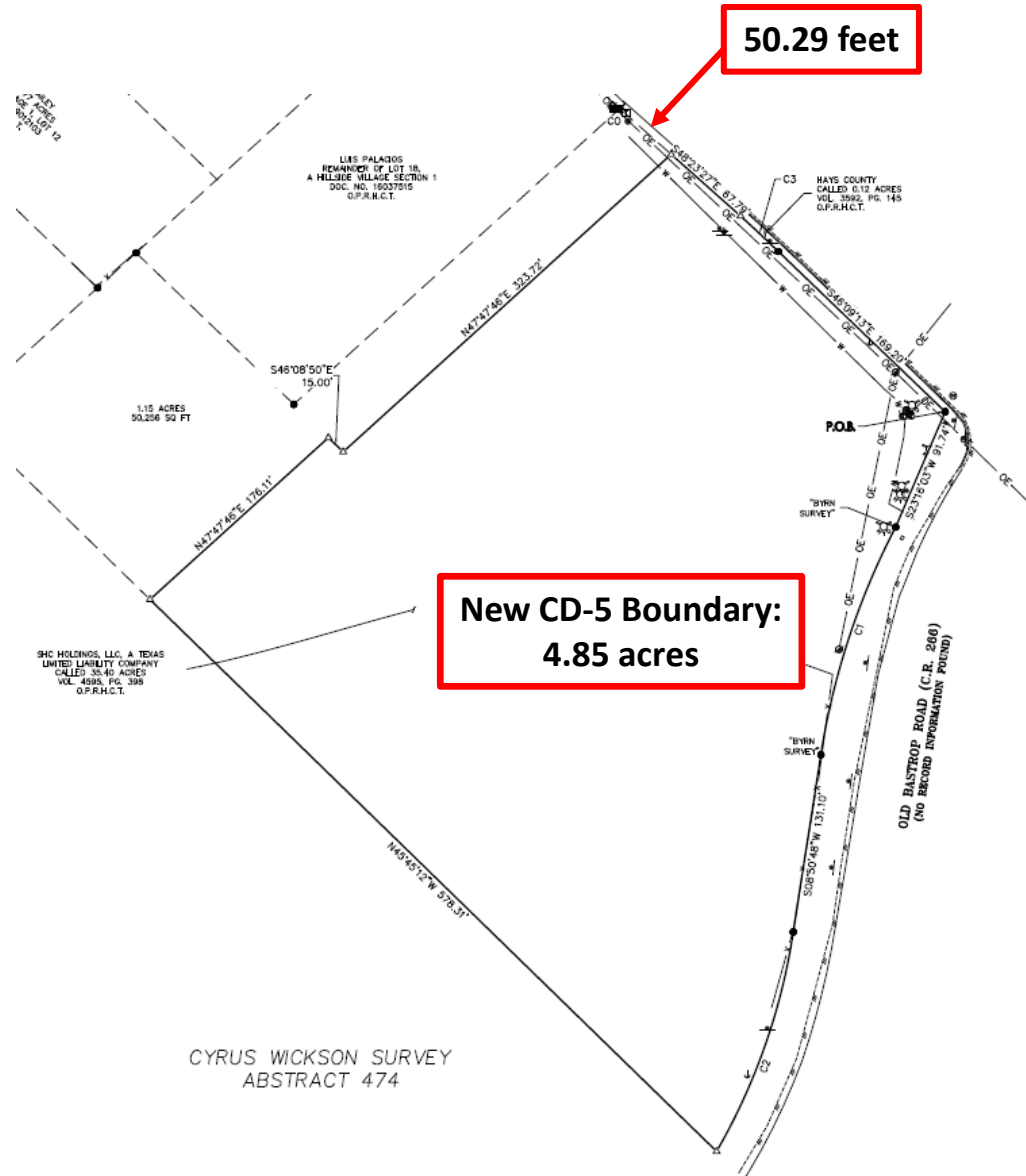 50.29 feet
LUIS PALACIOS
REMAINDER OF LOT 18,
A HILLSIDE VILLAGE SECTION 1
DOC. NO. 16037515
O.P.R.H.C.T.
S48°23'27"E 67.79'
C3
HAYS COUNTY
CALLED 0.12 ACRES
VOL. 3592, PG. 145
O.P.R.H.C.T.
N47°47'46"E 323.72'
S46°09'13"E 169.20'
S46°08'50"E
15.00'
1.15 ACRES
50,256 SQ FT
P.O.B.
S23°16'03"W 91.74'
N47°47'46"E 176.11'
"BYRN
SURVEY"
New CD-5 Boundary:
4.85 acres
C1
SHC HOLDINGS, LLC, A TEXAS
LIMITED LIABILITY COMPANY
CALLED 35.40 ACRES
VOL. 4595, PG. 398
O.P.R.H.C.T.
OLD BASTROP ROAD (C.R. 266)
(NO RECORD INFORMATION FOUND)
"BYRN
SURVEY"
S08°50'48"W 131.10'
N45°45'12"W 578.31'
CYRUS WICKSON SURVEY
ABSTRACT 474
C2